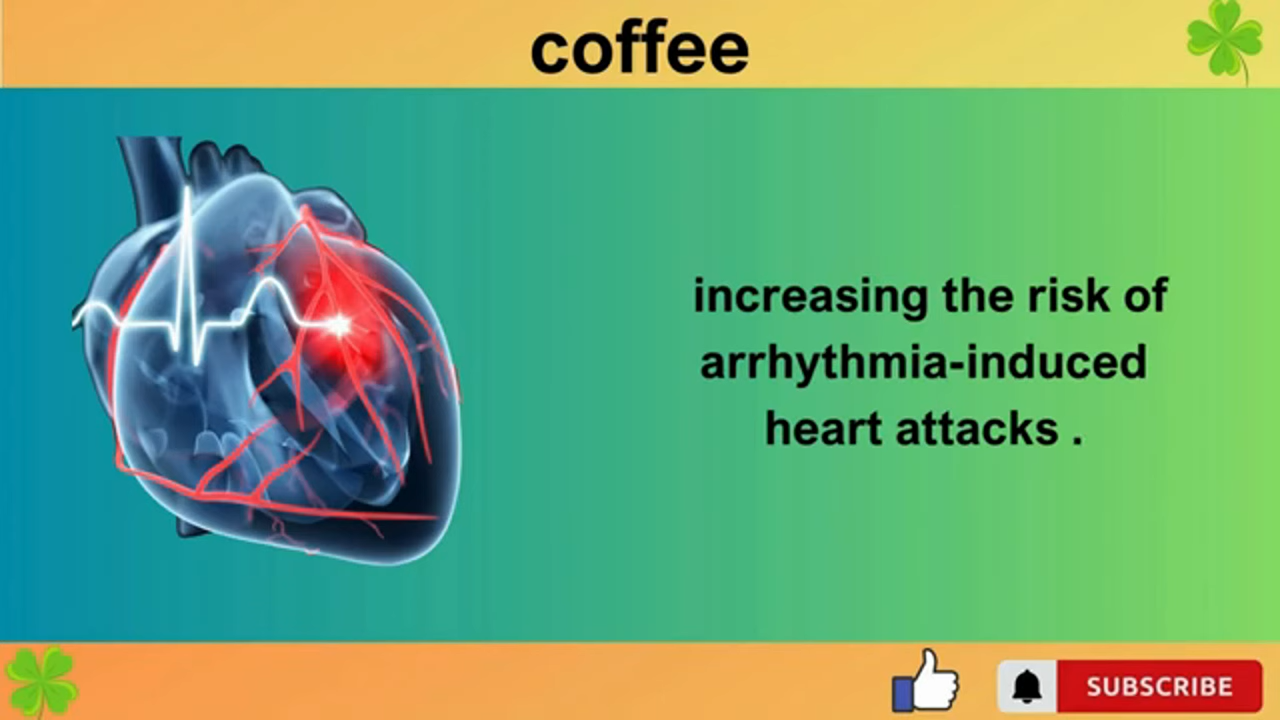 coffee
increasing the risk of
arrhythmia-induced
heart attacks .
SUBSCRIBE